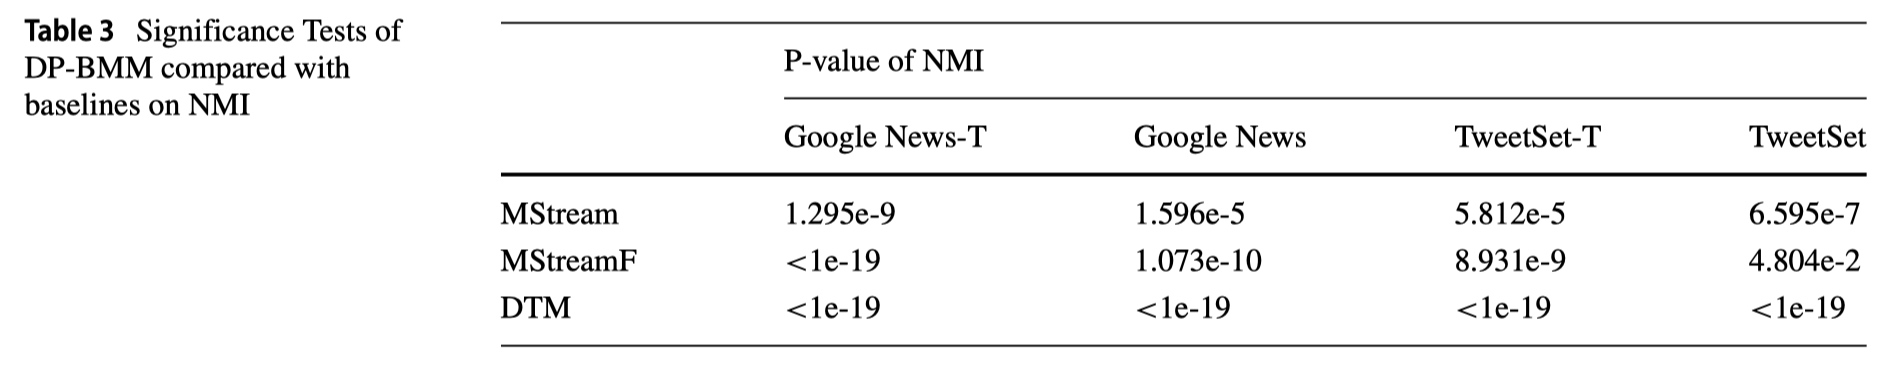 Table 3 Significance Tests of
DP-BMM compared with
baselines on NMI
P-value of NMI
Google News-T Google News TweetSet-T TweetSet
MStream 1.295e-9 1.596e-5 5.812e-5 6.595e-7
MStreamF <1e-19 1.073e-10 8.931e-9 4.804e-2
DTM <1e-19 <1e-19 <1e-19 <1e-19